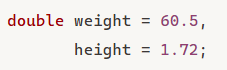 double weight = 60.5,
height = 1.72;